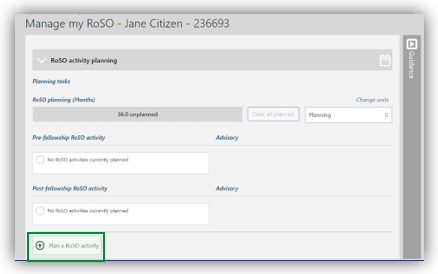 Manage my RoSO - Jane Citizen - 236693
RoSO activity planning
Planning tasks
RoSO planning (Months)
Change units
36.0 unplanned
Clear all planned
Planning
Pre-fellowship RoSO activity
Advisory
No RoSO activities currently planned
Post-fellowship RoSO activity
Advisory
No RoSO activities currently planned
Plan a RoSO activity
Guidance